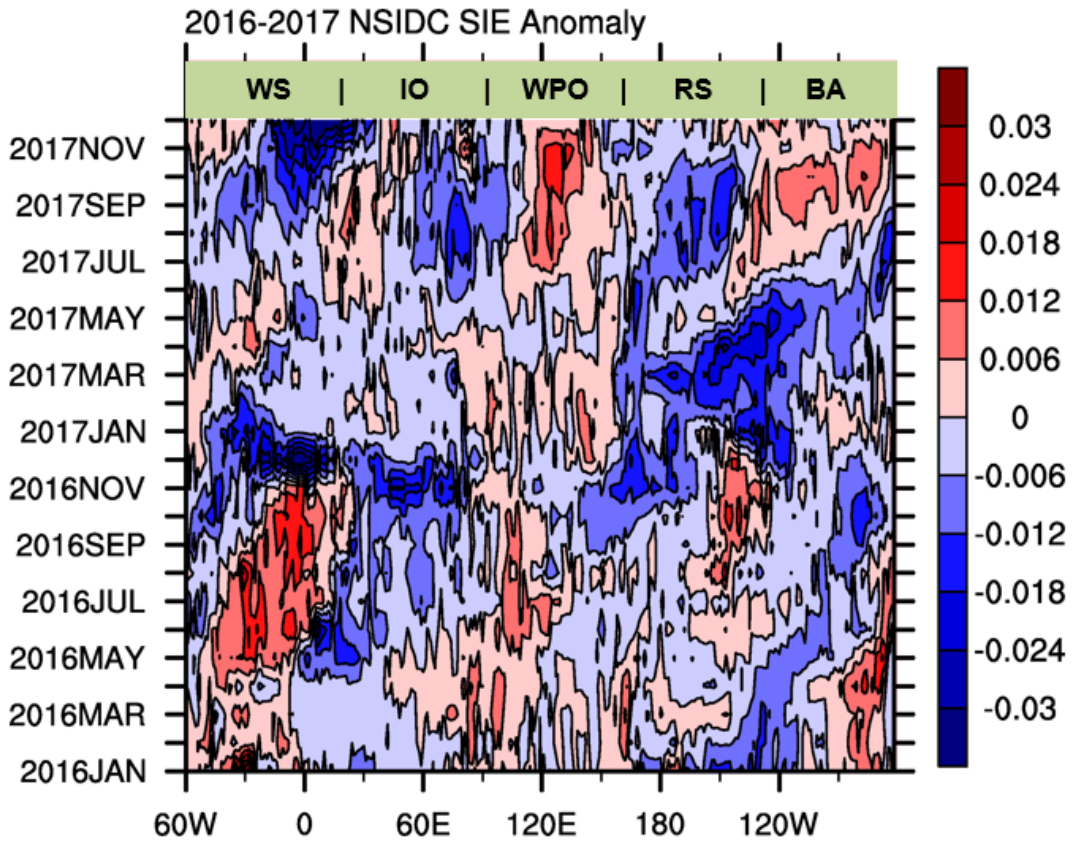 2016-2017 NSIDC SIE Anomaly
WS | IO | WPO | RS | BA
2017NOV
2017SEP
2017JUL
2017MAY
2017MAR
2017JAN
2016NOV
2016SEP
2016JUL
2016MAY
2016MAR
2016JAN
60W 0 60E 120E 180 120W
0.03
0.024
0.018
0.012
0.006
0
-0.006
-0.012
-0.018
-0.024
-0.03